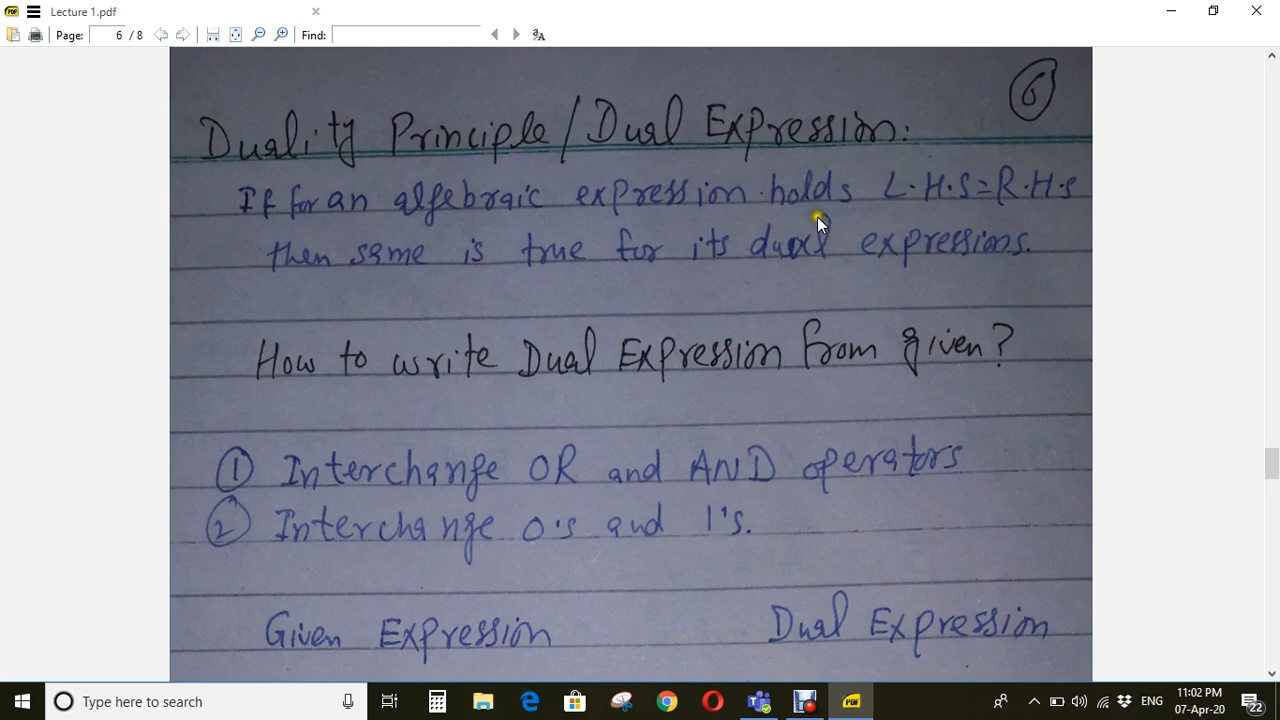 Lecture 1.pdf
Page: 6 / 8 Find:
6
Duality Principle/Dual Expression:
If for an algebraic expression holds L.H.S=R.H.S
then same is true for its dual expressions.
How to write Dual Expression from given?
① Interchange OR and AND operators
② Interchange 0's and 1's.
Given Expression Dual Expression
Type here to search
ENG
11:02 PM
07-Apr-20
22